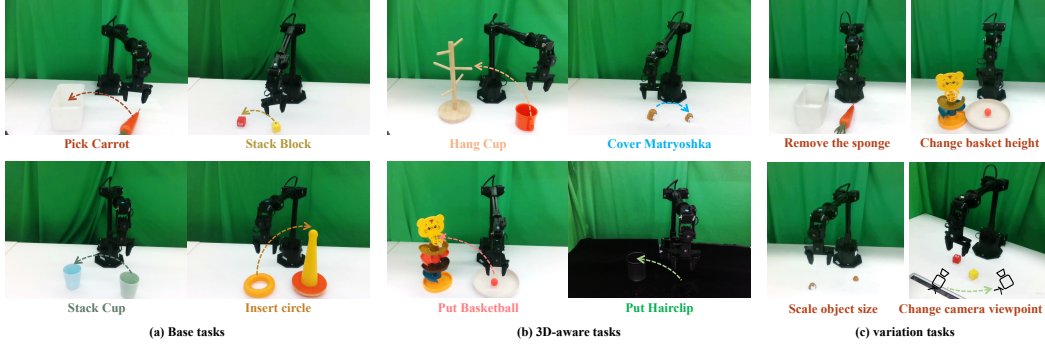 Pick Carrot
Stack Block
Hang Cup
Cover Matryoshka
Remove the sponge
Change basket height
Stack Cup
Insert circle
Put Basketball
Put Hairclip
Scale object size
Change camera viewpoint
(a) Base tasks
(b) 3D-aware tasks
(c) variation tasks